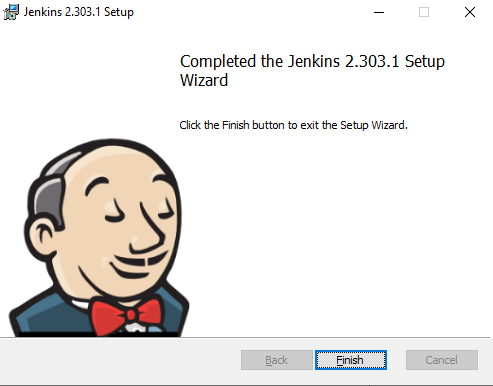 Jenkins 2.303.1 Setup
Completed the Jenkins 2.303.1 Setup
Wizard
Click the Finish button to exit the Setup Wizard.
Back
Finish
Cancel